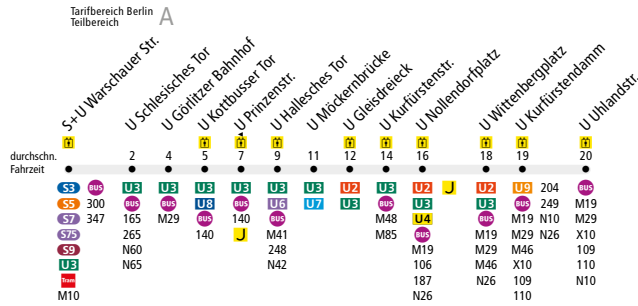 Tarifbereich Berlin A
Teilbereich
S+U Warschauer Str.
U Schlesisches Tor
U Görlitzer Bahnhof
U Kottbusser Tor
U Prinzenstr.
U Hallesches Tor
U Möckernbrücke
U Gleisdreieck
U Kurfürstenstr.
U Nollendorfplatz
U Wittenbergplatz
U Kurfürstendamm
U Uhlandstr.
durchschn. 2 4 5 7 9 11 12 14 16 18 19 20
Fahrzeit
S3 BUS U3 U3 U3 U3 U3 U3 U2 U3 U2 U2 U9 204 BUS
S5 300 BUS BUS U8 BUS U6 U7 U3 BUS U3 U3 BUS 249 M19
S7 347 165 M29 BUS 140 BUS M48 U4 BUS M19 N10 M29
S75 265 140 M41 M85 BUS M19 M29 N26 X10
S9 N60 248 M19 M29 M46 109
U3 N65 N42 106 M46 X10 110
Tram 187 N26 109 N10
M10 N26 110